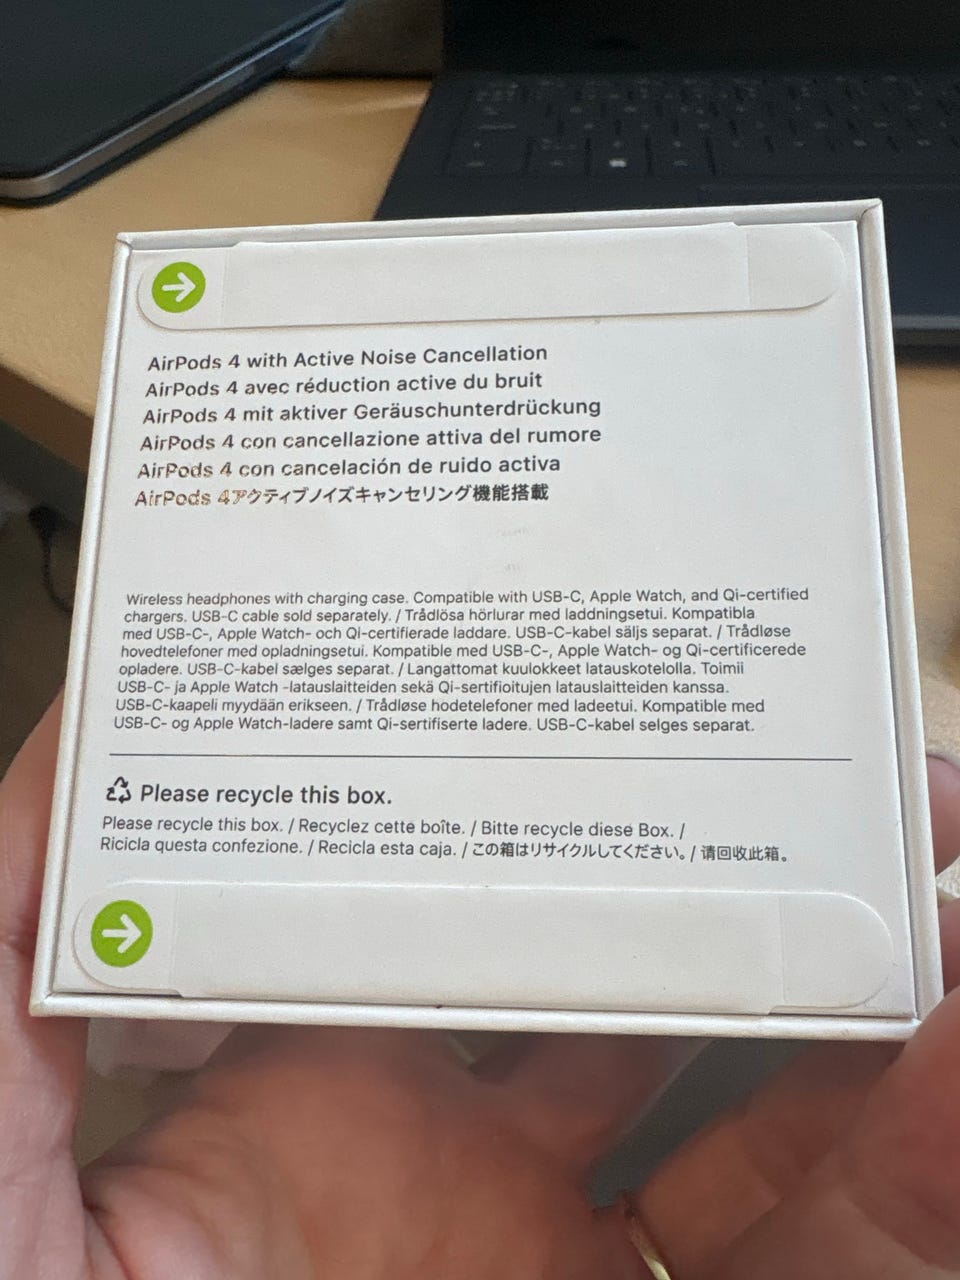 AirPods 4 with Active Noise Cancellation
AirPods 4 avec réduction active du bruit
AirPods 4 mit aktiver Geräuschunterdrückung
AirPods 4 con cancellazione attiva del rumore
AirPods 4 con cancelación de ruido activa
AirPods 4アクティブノイズキャンセリング機能搭載
Wireless headphones with charging case. Compatible with USB-C, Apple Watch, and Qi-certified
chargers. USB-C cable sold separately. / Trådlösa hörlurar med laddningsetui. Kompatibla
med USB-C-, Apple Watch- och Qi-certifierade laddare. USB-C-kabel säljs separat. / Trådløse
hovedtelefoner med opladningsetui. Kompatible med USB-C-, Apple Watch- og Qi-certificerede
opladere. USB-C-kabel sælges separat. / Langattomat kuulokkeet latauskotelolla. Toimii
USB-C- ja Apple Watch -latauslaitteiden sekä Qi-sertifioitujen latauslaitteiden kanssa.
USB-C-kaapeli myydään erikseen. / Trådløse hodetelefoner med ladeetui. Kompatible med
USB-C- og Apple Watch-ladere samt Qi-sertifiserte ladere. USB-C-kabel selges separat.
Please recycle this box.
Please recycle this box. / Recyclez cette boîte. / Bitte recycle diese Box. /
Ricicla questa confezione. / Recicla esta caja. / この箱はリサイクルしてください。/ 请回收此箱。